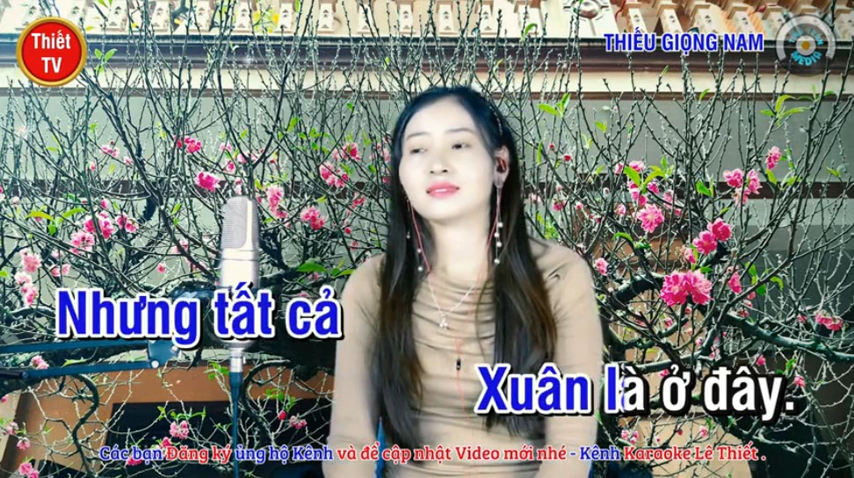 Thiết
TV
THIẾU GIỌNG NAM
MEDIA
Nhưng tất cả
Xuân là ở đây.
Các bạn Đăng ký ủng hộ Kênh và để cập nhật Video mới nhé - Kênh Karaoke Lê Thiết .